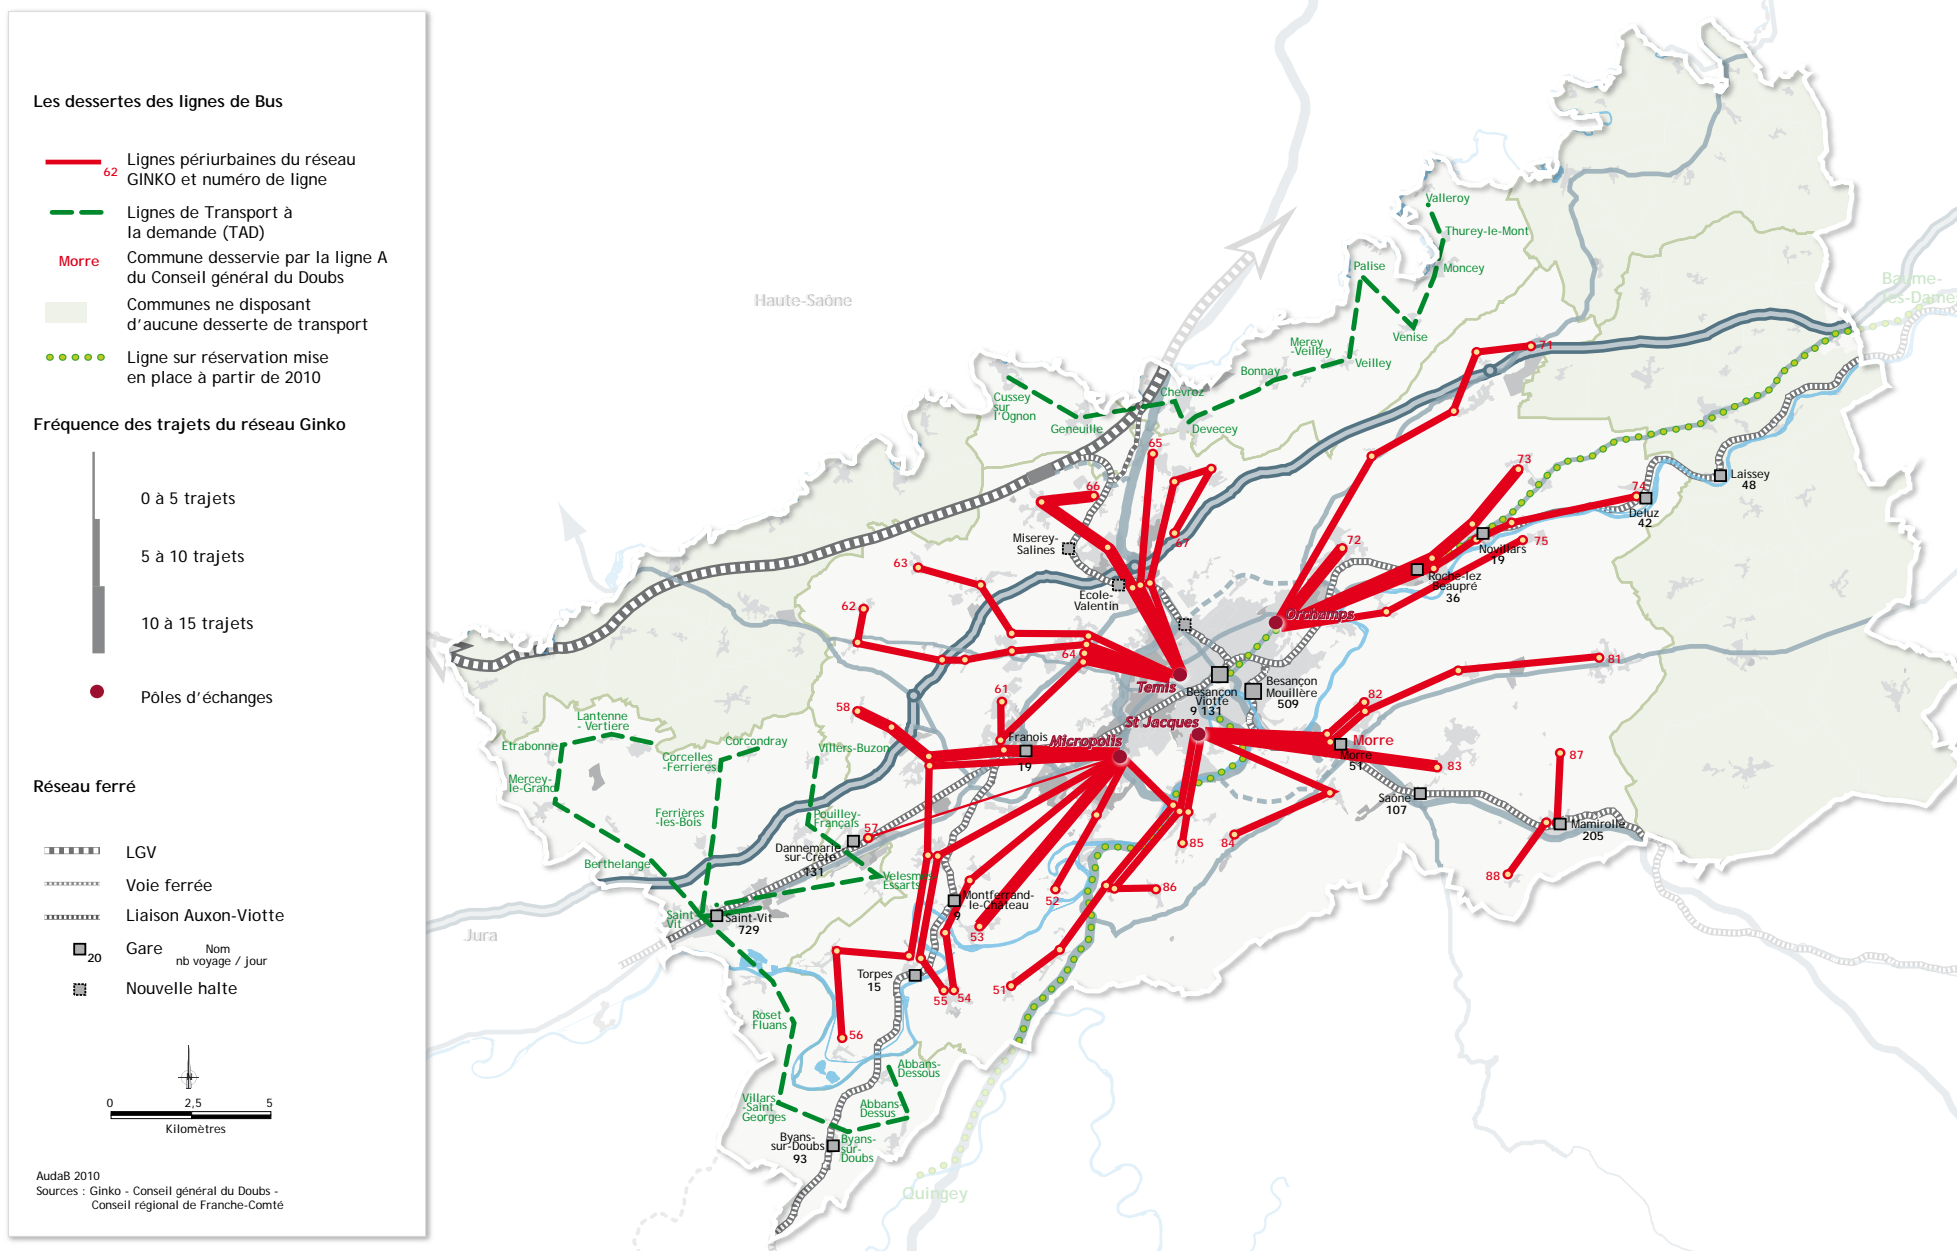 Les dessertes des lignes de Bus
62
Lignes périurbaines du réseau
GINKO et numéro de ligne
Lignes de Transport à
la demande (TAD)
Morre
Commune desservie par la ligne A
du Conseil général du Doubs
Communes ne disposant
d'aucune desserte de transport
Ligne sur réservation mise
en place à partir de 2010
Fréquence des trajets du réseau Ginko
0 à 5 trajets
5 à 10 trajets
10 à 15 trajets
Pôles d'échanges
Réseau ferré
LGV
Voie ferrée
Liaison Auxon-Viotte
20
Gare
Nom
nb voyage / jour
Nouvelle halte
N
0
2,5
5
Kilomètres
AudaB 2010
Sources : Ginko - Conseil général du Doubs -
Conseil régional de Franche-Comté
Haute-Saône
Jura
Quingey
Baume-
les-Dames
Valleroy
Thurey-le-Mont
Moncey
Palise
Venise
Merey
-Veilley
Veilley
Bonnay
Chevroz
Devecey
Cussey
sur
l'Ognon
Geneuille
71
65
66
67
73
74
Laissey
48
Deluz
42
75
Novillars
19
72
Roche-lez
Beaupré
36
Miserey-
Salines
Ecole-
Valentin
63
62
64
Orchamps
Temis
Besançon
Viotte
9 131
Besançon
Mouillère
509
81
82
61
58
St Jacques
Micropolis
Franois
19
Morre
Morre
51
83
87
Saône
107
Mamirolle
205
88
84
85
86
Lantenne
-Vertiere
Etrabonne
Corcondray
Corcelles
-Ferrieres
Villers-Buzon
Mercey-
le-Grand
Ferrières
-les-Bois
Pouilley-
Français
57
Dannemarie
sur-Crète
131
Berthelange
Velesmes
Essarts
Saint-
Vit
Saint-Vit
729
Montferrand-
le-Château
9
52
53
Torpes
15
55
54
51
56
Roset
Fluans
Abbans-
Dessous
Villars
-Saint
Georges
Abbans-
Dessus
Byans-
sur-Doubs
93
Byans-
sur-
Doubs